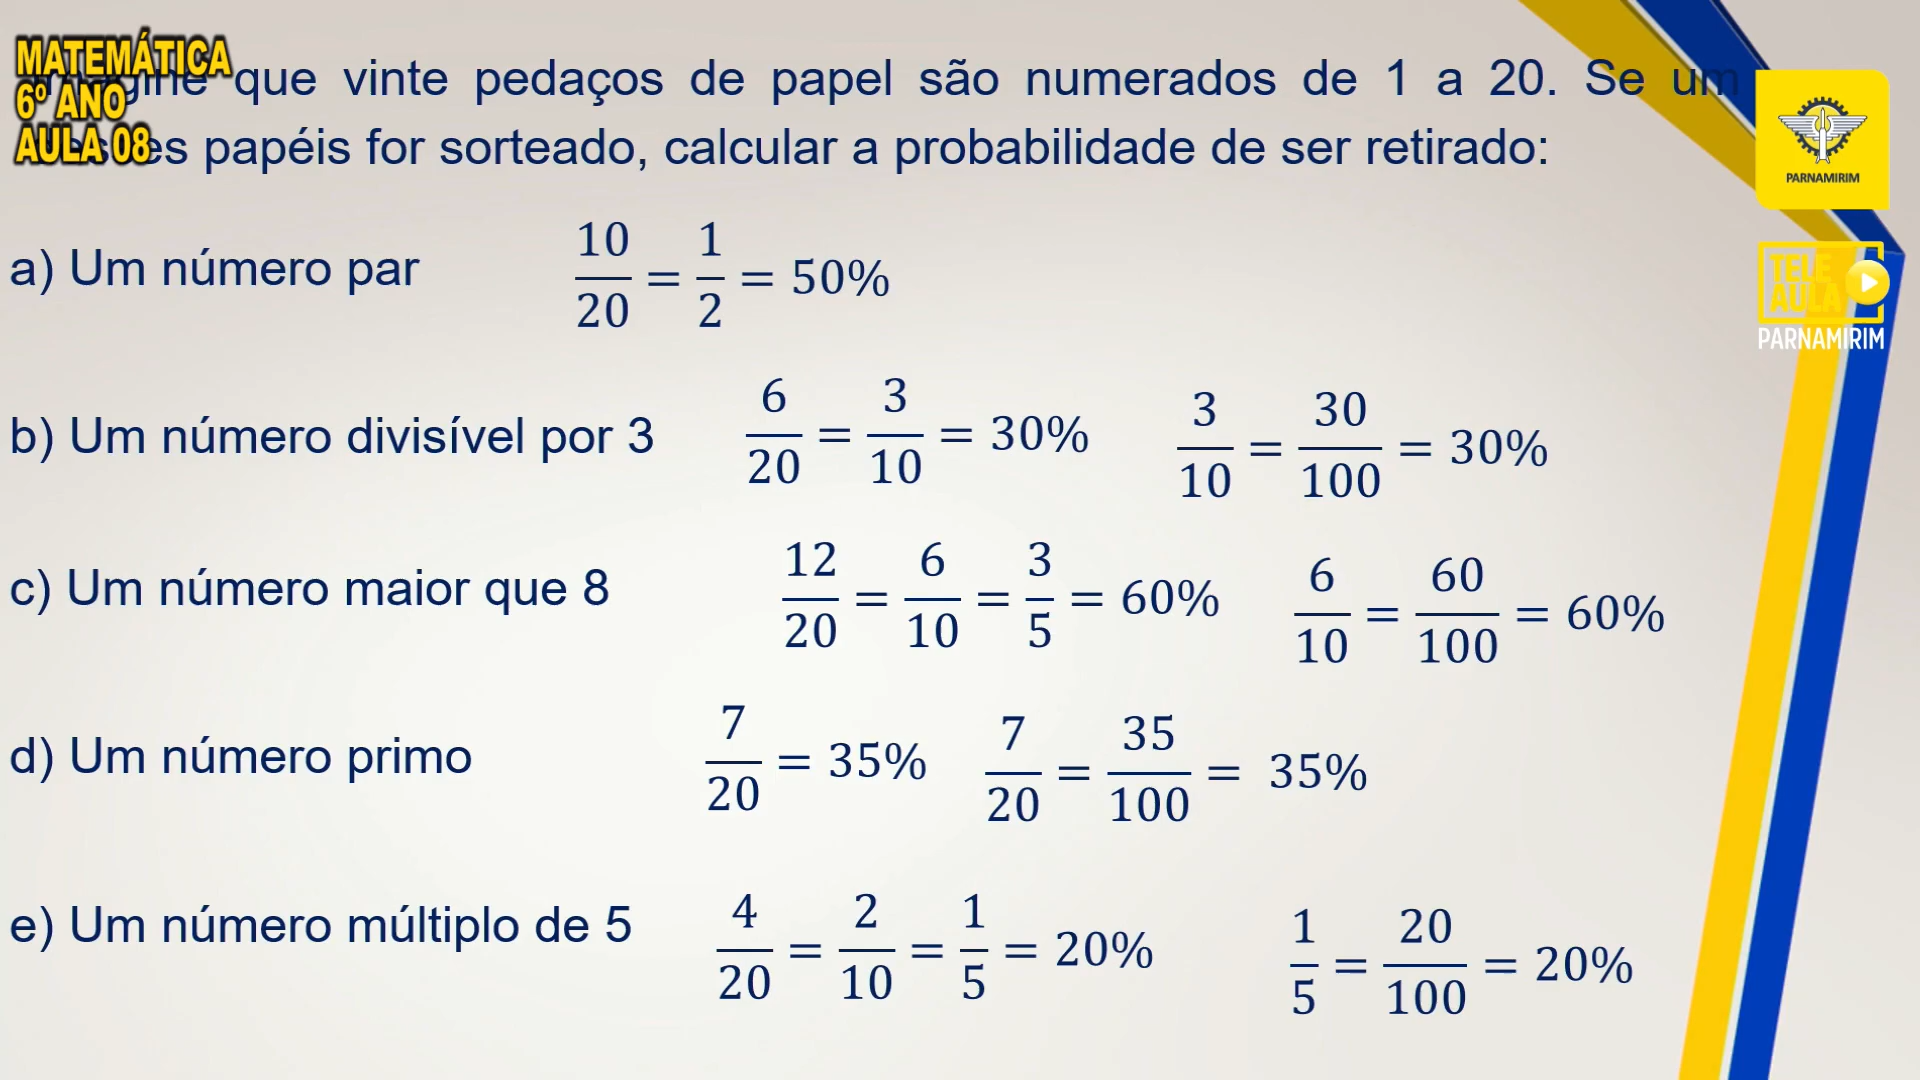 MATEMÁTICA
6º ANO
AULA 08
que vinte pedaços de papel são numerados de 1 a 20. Se um
papéis for sorteado, calcular a probabilidade de ser retirado:
a) Um número par 10/20 = 1/2 = 50%
b) Um número divisível por 3 6/20 = 3/10 = 30% 3/10 = 30/100 = 30%
c) Um número maior que 8 12/20 = 6/10 = 3/5 = 60% 6/10 = 60/100 = 60%
d) Um número primo 7/20 = 35% 7/20 = 35/100 = 35%
e) Um número múltiplo de 5 4/20 = 2/10 = 1/5 = 20% 1/5 = 20/100 = 20%
PARNAMIRIM
TELE
AULA
PARNAMIRIM